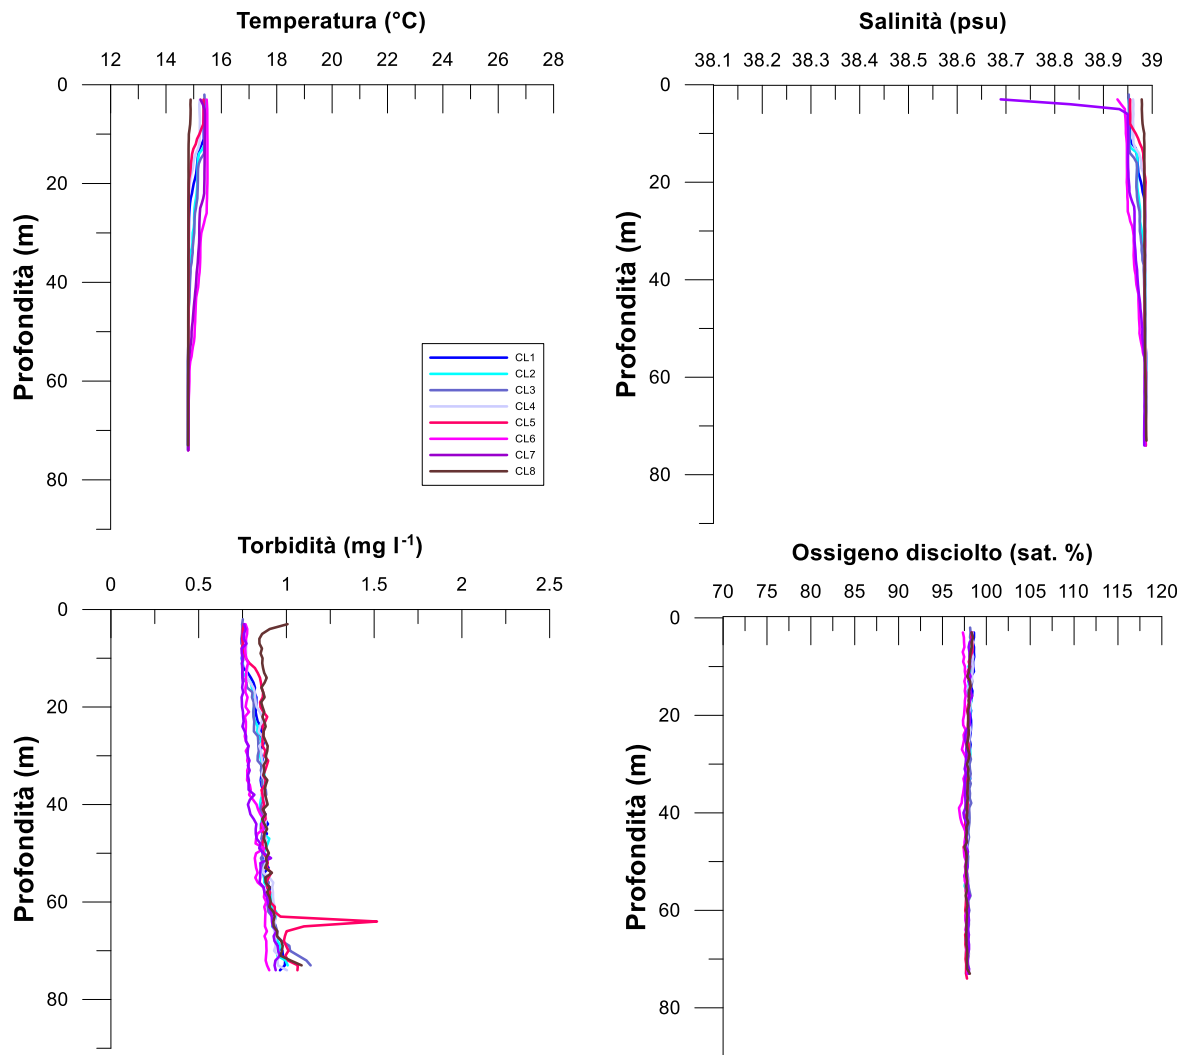 Temperatura (°C)
12 14 16 18 20 22 24 26 28
0
20
40
60
80
Profondità (m)
CL1
CL2
CL3
CL4
CL5
CL6
CL7
CL8
Salinità (psu)
38.1 38.2 38.3 38.4 38.5 38.6 38.7 38.8 38.9 39
0
20
40
60
80
Profondità (m)
Torbidità (mg l-1)
0 0.5 1 1.5 2 2.5
0
20
40
60
80
Profondità (m)
Ossigeno disciolto (sat. %)
70 75 80 85 90 95 100 105 110 115 120
0
20
40
60
80
Profondità (m)